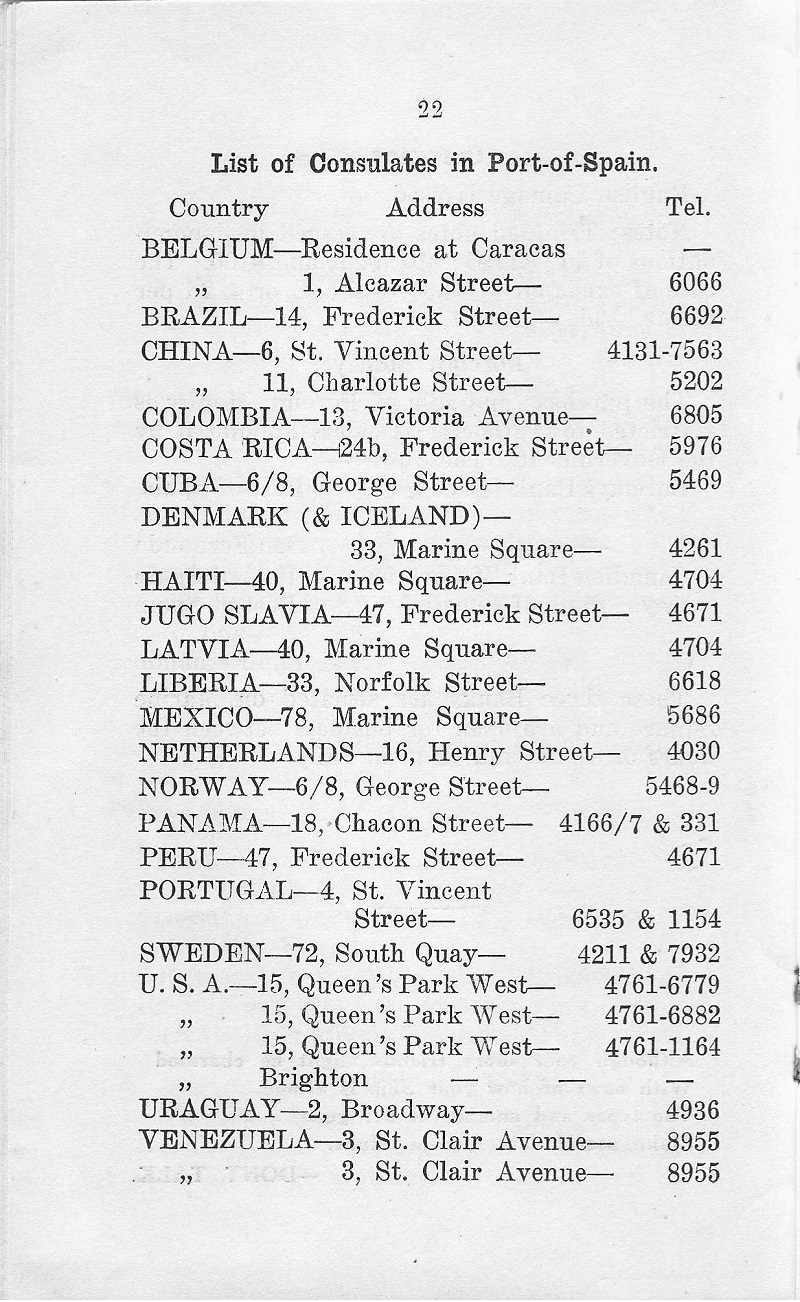 22
List of Consulates in Port-of-Spain.
Country Address Tel.
BELGIUM—Residence at Caracas —
„ 1, Alcazar Street— 6066
BRAZIL—14, Frederick Street— 6692
CHINA—6, St. Vincent Street— 4131-7563
„ 11, Charlotte Street— 5202
COLOMBIA—13, Victoria Avenue— 6805
COSTA RICA—24b, Frederick Street— 5976
CUBA—6/8, George Street— 5469
DENMARK (& ICELAND)—
33, Marine Square— 4261
HAITI—40, Marine Square— 4704
JUGO SLAVIA—47, Frederick Street— 4671
LATVIA—40, Marine Square— 4704
LIBERIA—33, Norfolk Street— 6618
MEXICO—78, Marine Square— 5686
NETHERLANDS—16, Henry Street— 4030
NORWAY—6/8, George Street— 5468-9
PANAMA—18, Chacon Street— 4166/7 & 331
PERU—47, Frederick Street— 4671
PORTUGAL—4, St. Vincent
Street— 6535 & 1154
SWEDEN—72, South Quay— 4211 & 7932
U. S. A.—15, Queen's Park West— 4761-6779
„ 15, Queen's Park West— 4761-6882
„ 15, Queen's Park West— 4761-1164
„ Brighton — — —
URAGUAY—2, Broadway— 4936
VENEZUELA—3, St. Clair Avenue— 8955
„ 3, St. Clair Avenue— 8955